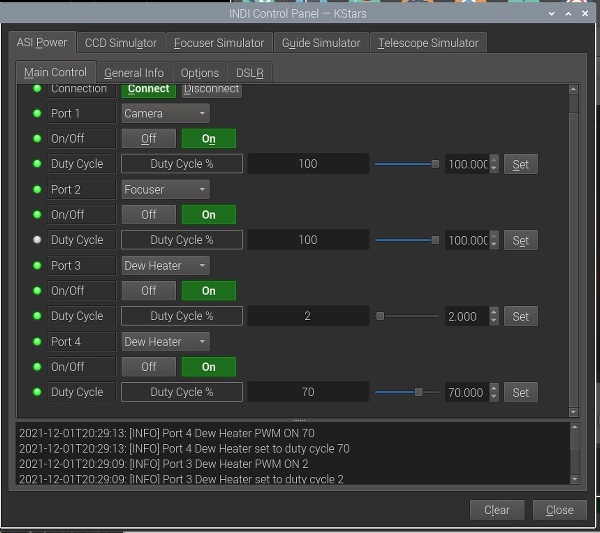 INDI Control Panel — KStars
ASI Power CCD Simulator Focuser Simulator Guide Simulator Telescope Simulator
Main Control General Info Options DSLR
Connection Connect Disconnect
Port 1 Camera
On/Off Off On
Duty Cycle Duty Cycle % 100 100.000 Set
Port 2 Focuser
On/Off Off On
Duty Cycle Duty Cycle % 100 100.000 Set
Port 3 Dew Heater
On/Off Off On
Duty Cycle Duty Cycle % 2 2.000 Set
Port 4 Dew Heater
On/Off Off On
Duty Cycle Duty Cycle % 70 70.000 Set
2021-12-01T20:29:13: [INFO] Port 4 Dew Heater PWM ON 70
2021-12-01T20:29:13: [INFO] Port 4 Dew Heater set to duty cycle 70
2021-12-01T20:29:09: [INFO] Port 3 Dew Heater PWM ON 2
2021-12-01T20:29:09: [INFO] Port 3 Dew Heater set to duty cycle 2
Clear Close